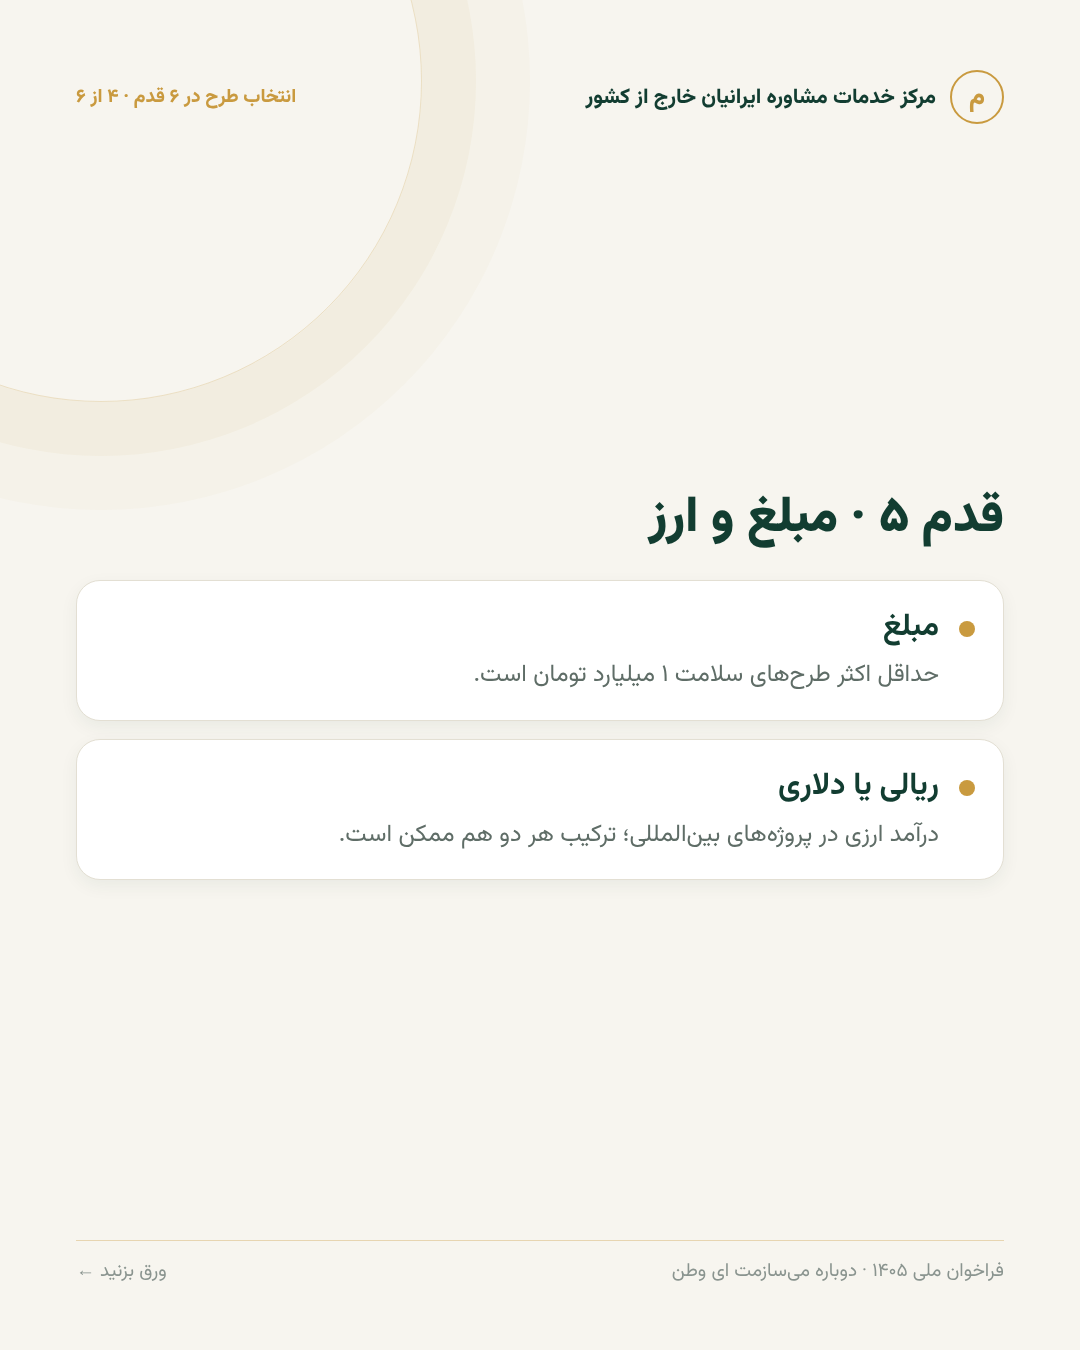 م
مرکز خدمات مشاوره ایرانیان خارج از کشور
انتخاب طرح در ۶ قدم · ۴ از ۶
قدم ۵ · مبلغ و ارز
مبلغ
حداقل اکثر طرح‌های سلامت ۱ میلیارد تومان است.
ریالی یا دلاری
درآمد ارزی در پروژه‌های بین‌المللی؛ ترکیب هر دو هم ممکن است.
فراخوان ملی ۱۴۰۵ · دوباره می‌سازمت ای وطن
ورق بزنید ←